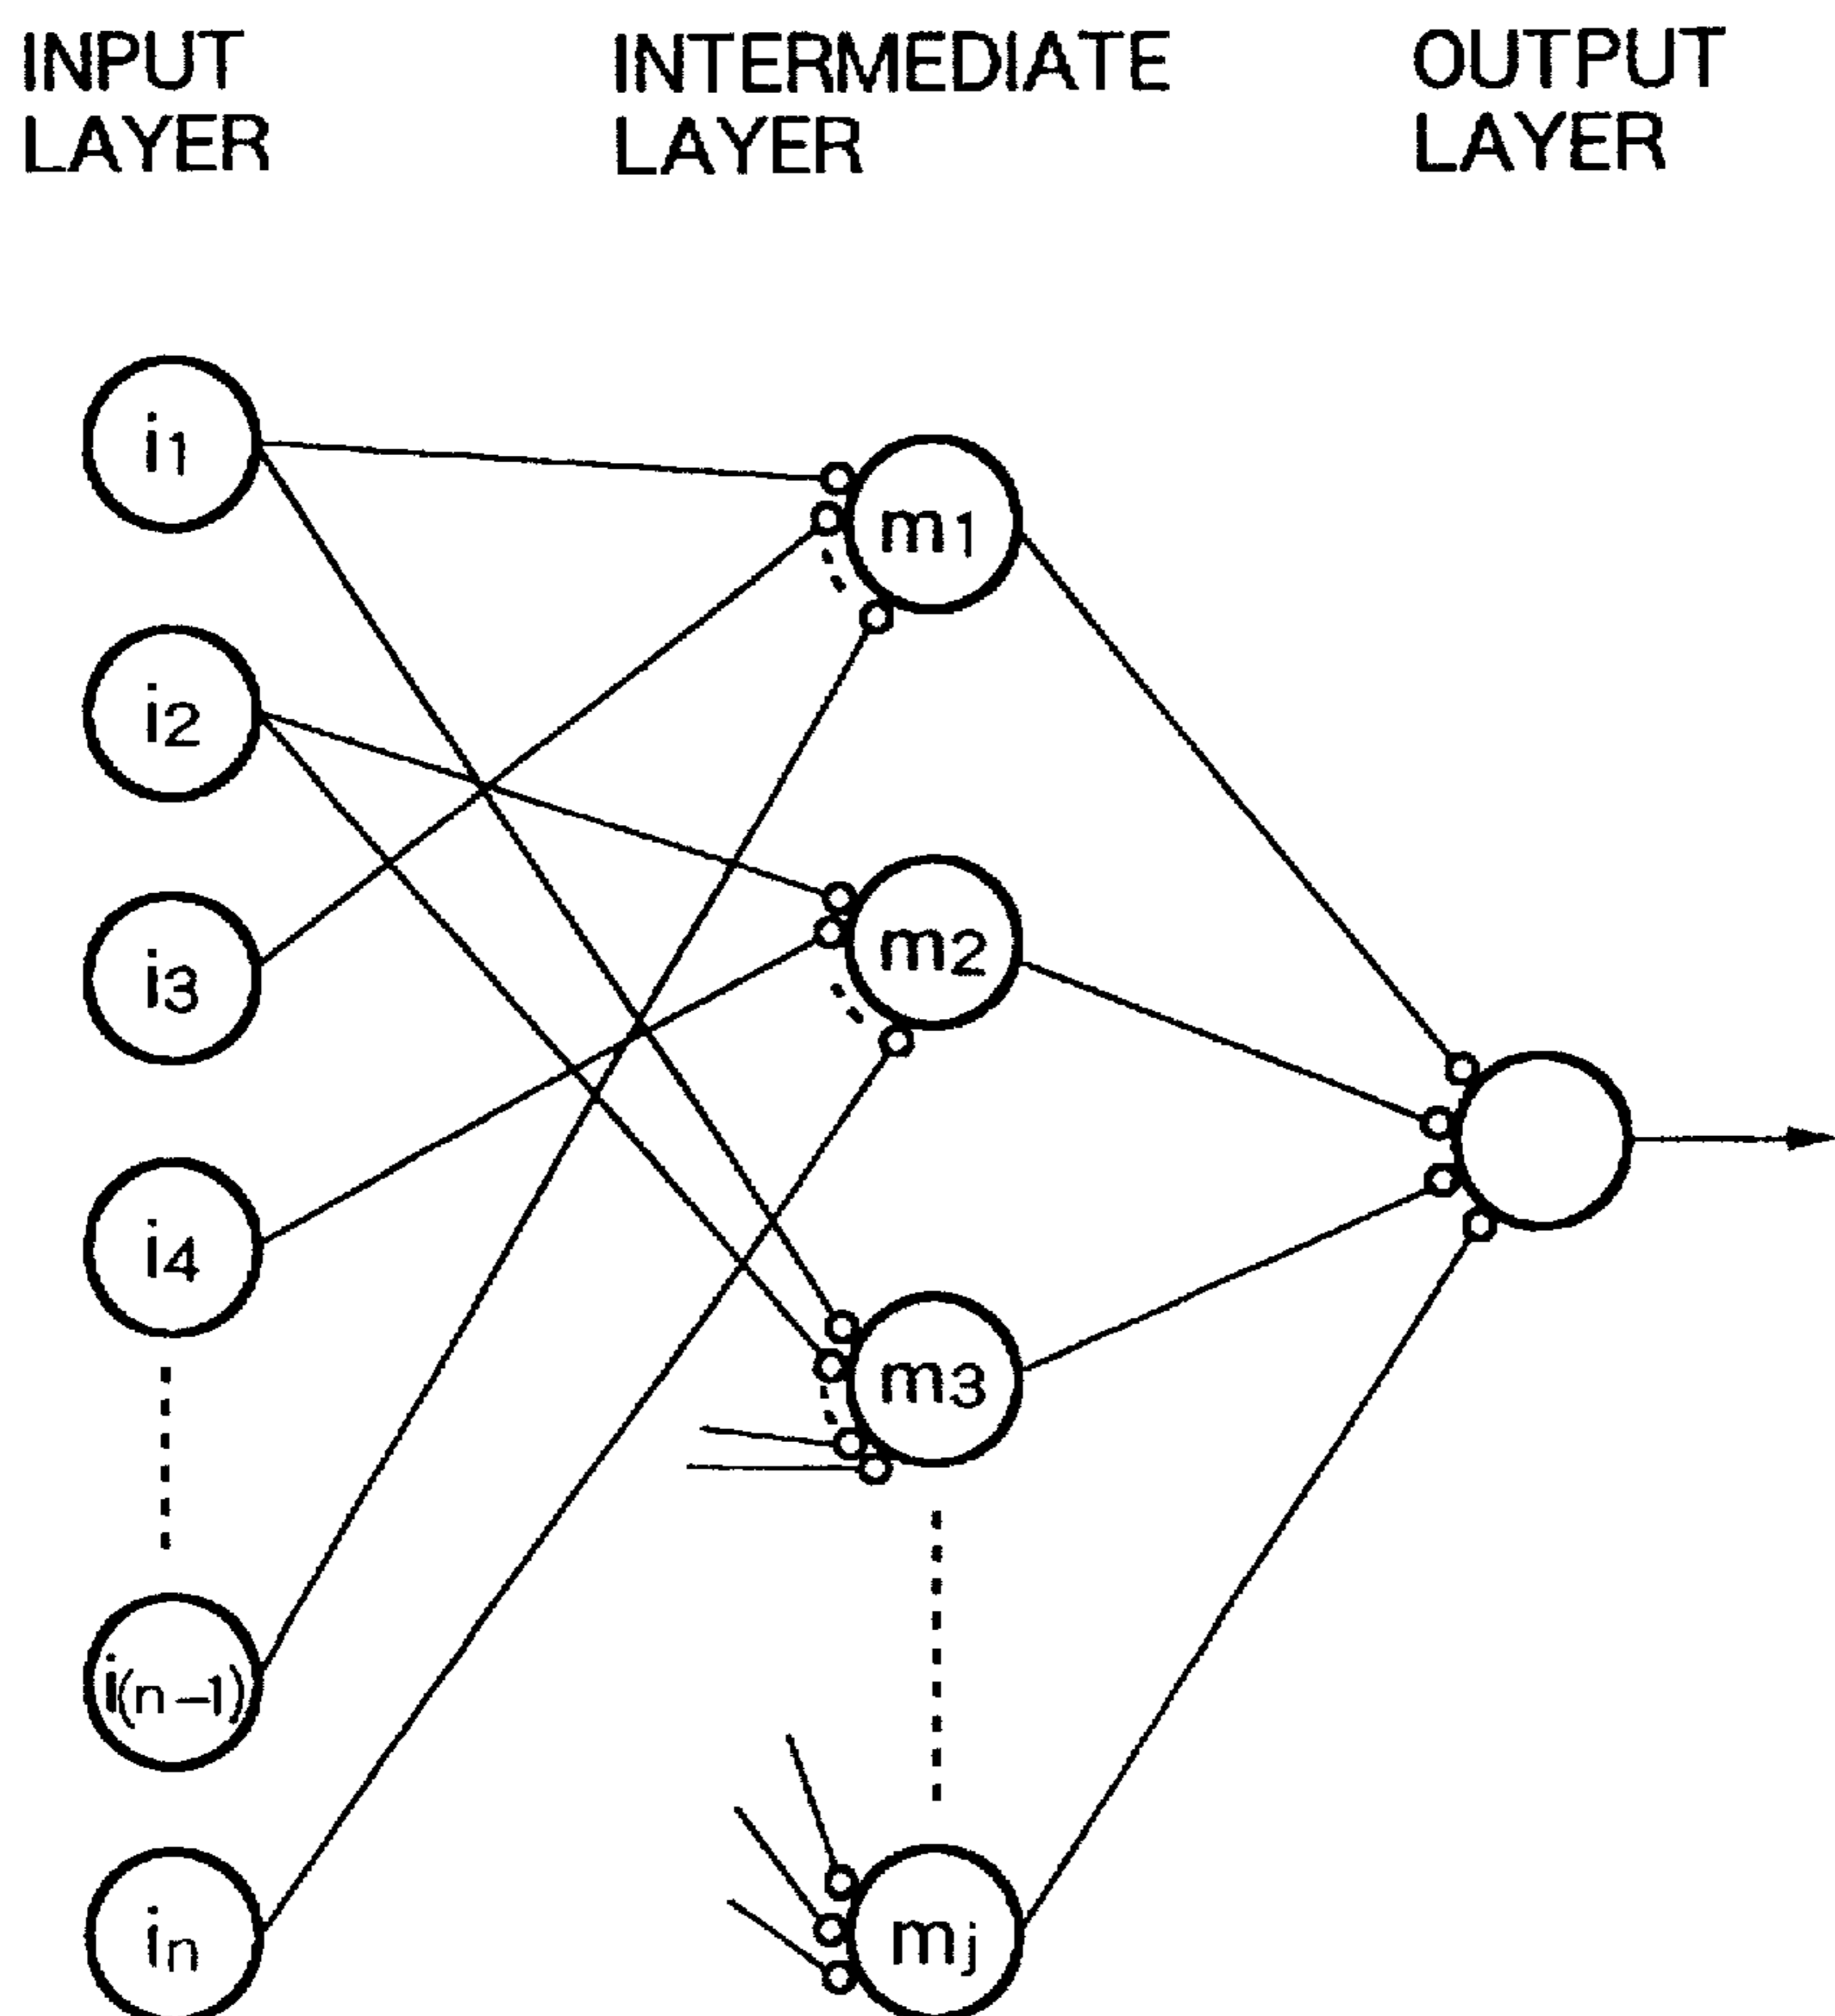 INPUT
LAYER
INTERMEDIATE
LAYER
OUTPUT
LAYER
i1
i2
i3
i4
i(n-1)
in
m1
m2
m3
mj